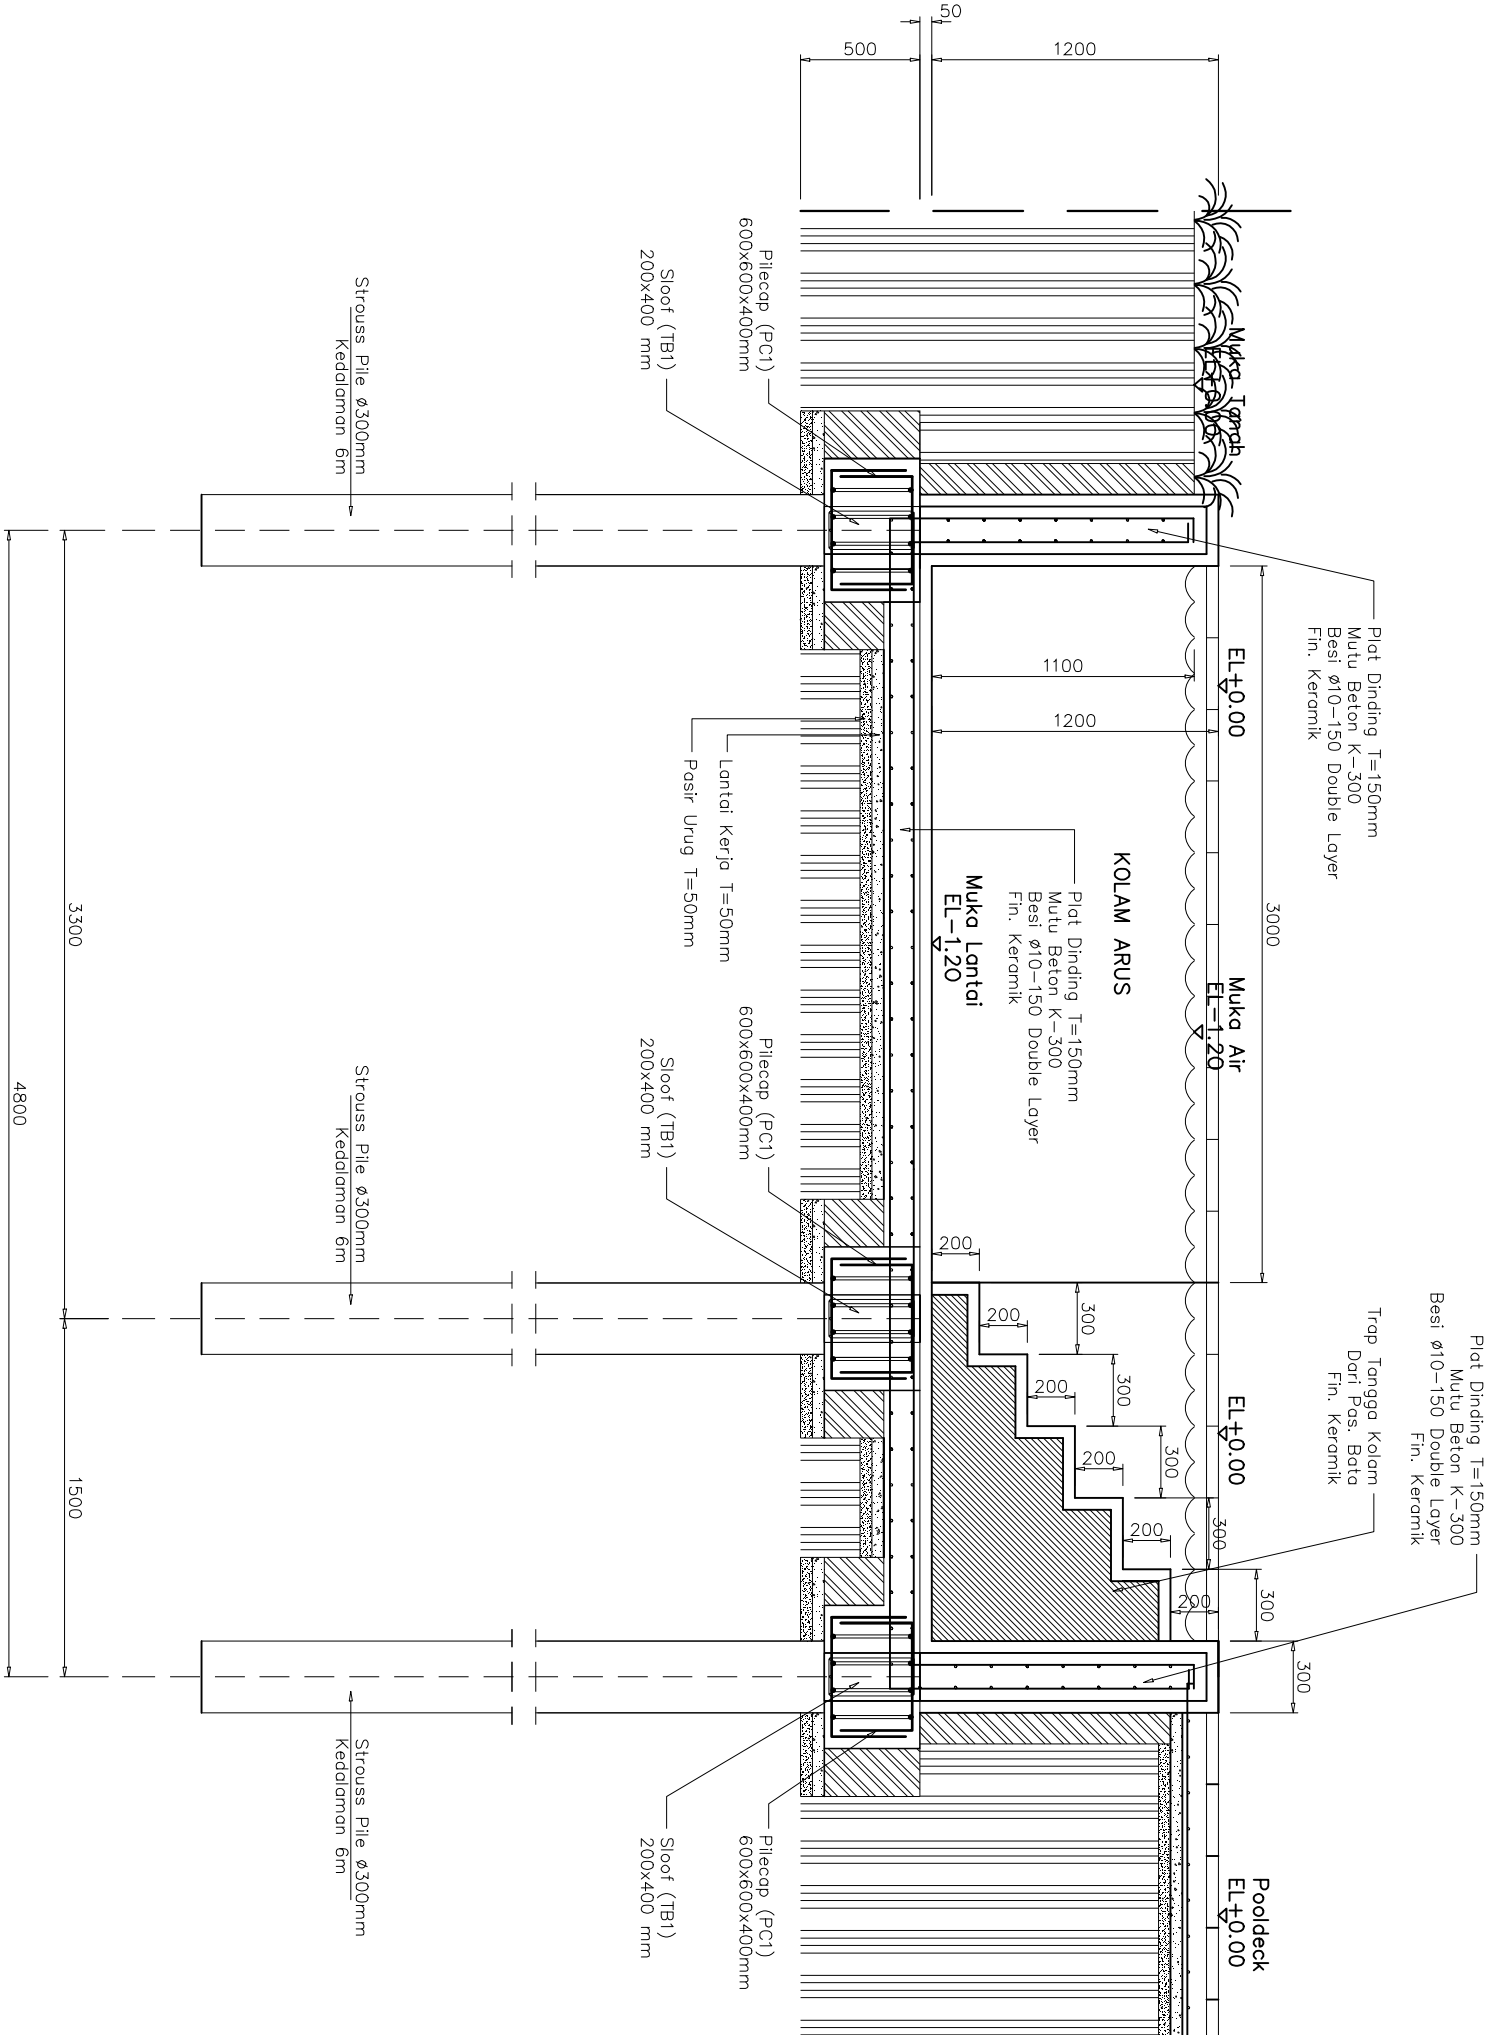 Plat Dinding T=150mm
Mutu Beton K-300
Besi Ø10-150 Double Layer
Fin. Keramik
Plat Dinding T=150mm
Mutu Beton K-300
Besi Ø10-150 Double Layer
Fin. Keramik
Trap Tangga Kolam
Dari Pas. Bata
Fin. Keramik
Muka Tanah
EL+0.00
EL+0.00
Muka Air
EL-1.20
EL+0.00
Pooldeck
EL+0.00
3000
300
300
300
300
300
300
200
200
200
200
200
200
1200
50
500
1100
1200
KOLAM ARUS
Plat Dinding T=150mm
Mutu Beton K-300
Besi Ø10-150 Double Layer
Fin. Keramik
Muka Lantai
EL-1.20
Pilecap (PC1)
600x600x400mm
Sloof (TB1)
200x400 mm
Lantai Kerja T=50mm
Pasir Urug T=50mm
Pilecap (PC1)
600x600x400mm
Sloof (TB1)
200x400 mm
Pilecap (PC1)
600x600x400mm
Sloof (TB1)
200x400 mm
Strouss Pile Ø300mm
Kedalaman 6m
Strouss Pile Ø300mm
Kedalaman 6m
Strouss Pile Ø300mm
Kedalaman 6m
3300
1500
4800